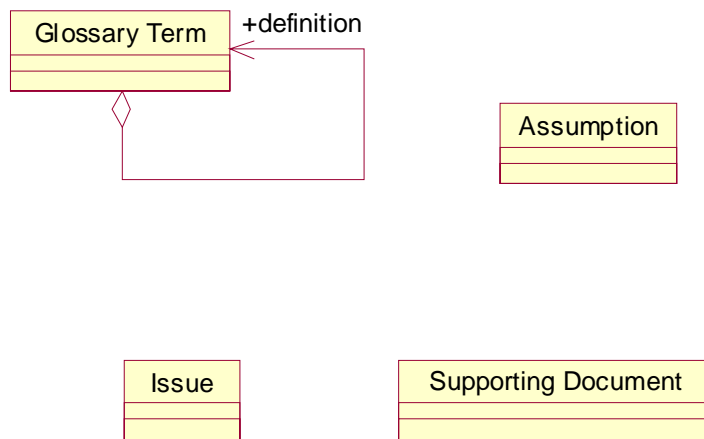 +definition
Glossary Term
Assumption
Issue
Supporting Document